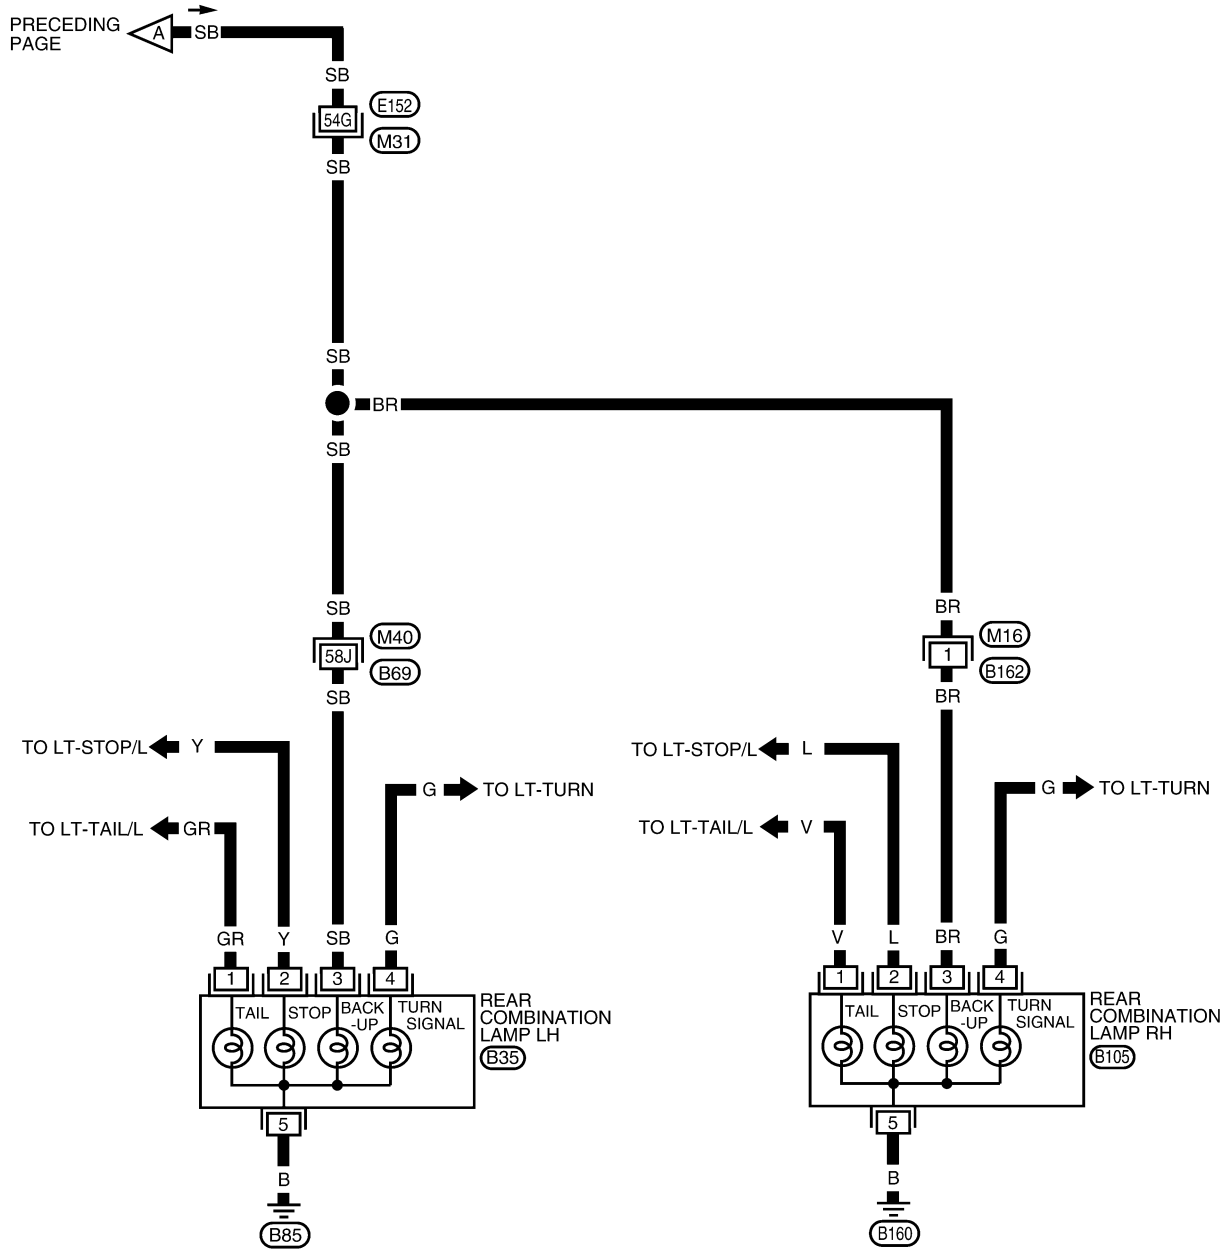 PRECEDING
PAGE
A
SB
SB
54G
E152
M31
SB
SB
BR
SB
SB
58J
M40
B69
SB
BR
1
M16
B162
BR
TO LT-STOP/L
Y
G
TO LT-TURN
TO LT-TAIL/L
GR
GR
Y
SB
G
1
2
3
4
TAIL
STOP
BACK
-UP
TURN
SIGNAL
REAR
COMBINATION
LAMP LH
B35
5
B
B85
TO LT-STOP/L
L
G
TO LT-TURN
TO LT-TAIL/L
V
V
L
BR
G
1
2
3
4
TAIL
STOP
BACK
-UP
TURN
SIGNAL
REAR
COMBINATION
LAMP RH
B105
5
B
B160